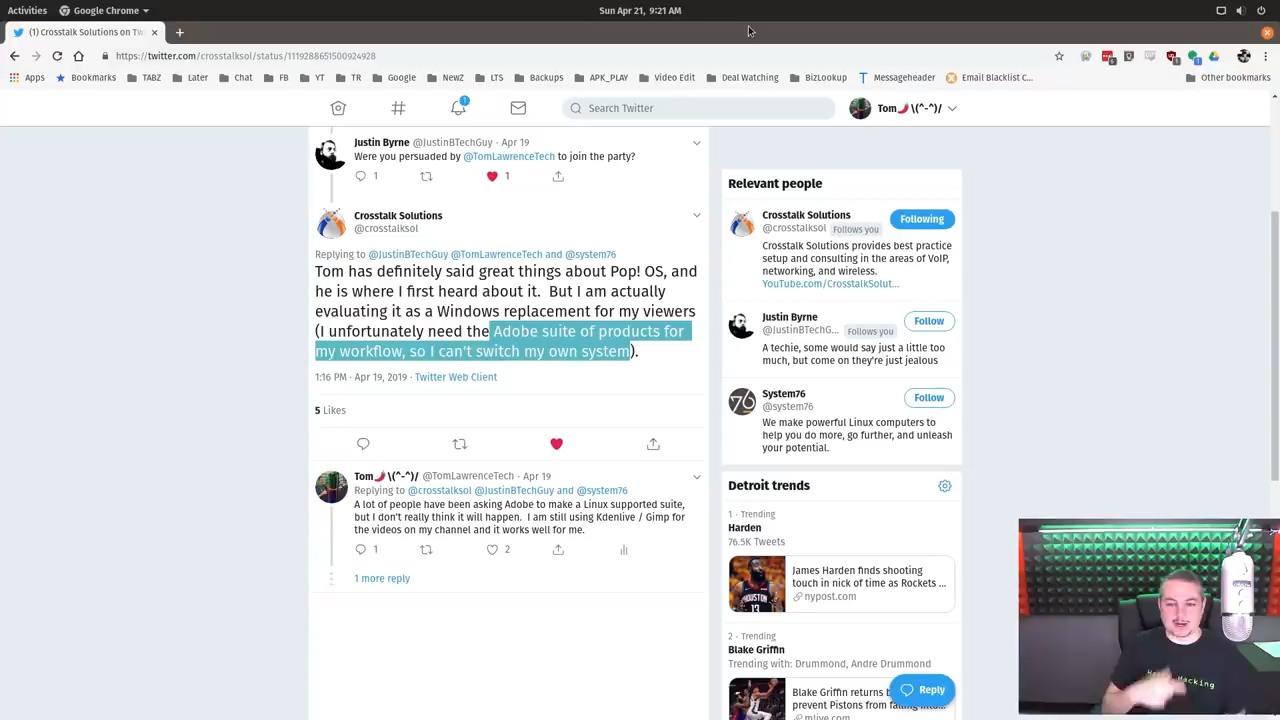 Activities
Google Chrome
Sun Apr 21, 9:21 AM
(1) Crosstalk Solutions on Tw
https://twitter.com/crosstalksol/status/1119288651500924928
Apps
Bookmarks
TABZ
Later
Chat
FB
YT
TR
Google
NewZ
LTS
Backups
APK_PLAY
Video Edit
Deal Watching
BizLookup
Messageheader
Email Blacklist C...
Other bookmarks
1
Search Twitter
Tom🌶️ \(^-^)/
Justin Byrne @JustinBTechGuy · Apr 19
Were you persuaded by @TomLawrenceTech to join the party?
1
1
Crosstalk Solutions
@crosstalksol
Replying to @JustinBTechGuy @TomLawrenceTech and @system76
Tom has definitely said great things about Pop! OS, and
he is where I first heard about it. But I am actually
evaluating it as a Windows replacement for my viewers
(I unfortunately need the Adobe suite of products for
my workflow, so I can't switch my own system).
1:16 PM · Apr 19, 2019 · Twitter Web Client
5 Likes
Tom🌶️ \(^-^)/ @TomLawrenceTech · Apr 19
Replying to @crosstalksol @JustinBTechGuy and @system76
A lot of people have been asking Adobe to make a Linux supported suite,
but I don't really think it will happen. I am still using Kdenlive / Gimp for
the videos on my channel and it works well for me.
1
2
1 more reply
Relevant people
Crosstalk Solutions
@crosstalksol Follows you
Following
Crosstalk Solutions provides best practice
setup and consulting in the areas of VoIP,
networking, and wireless.
YouTube.com/CrosstalkSolut...
Justin Byrne
@JustinBTechG... Follows you
Follow
A techie, some would say just a little too
much, but come on they're just jealous
System76
@system76
Follow
We make powerful Linux computers to
help you do more, go further, and unleash
your potential.
Detroit trends
1 · Trending
Harden
76.5K Tweets
James Harden finds shooting
touch in nick of time as Rockets ...
nypost.com
HOUSTON
13
2 · Trending
Blake Griffin
Trending with: Drummond, Andre Drummond
Blake Griffin returns
prevent Pistons from
mlive.com
Reply
Hacking